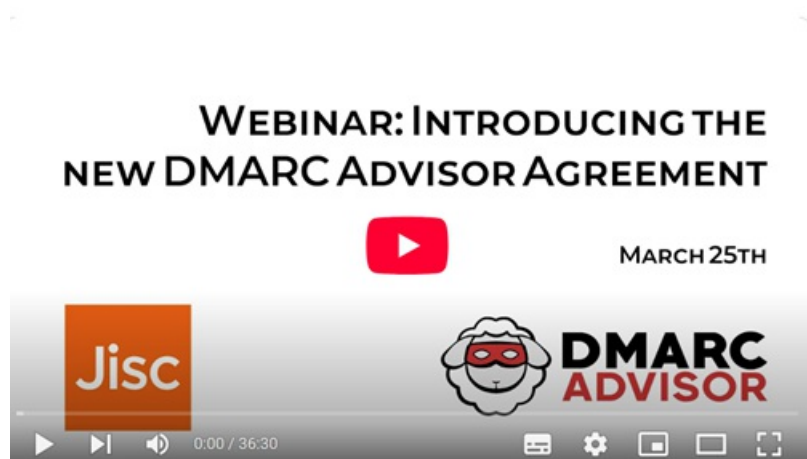 Webinar: Introducing the
new DMARC Advisor Agreement
March 25th
Jisc
DMARC
ADVISOR
0:00 / 36:30